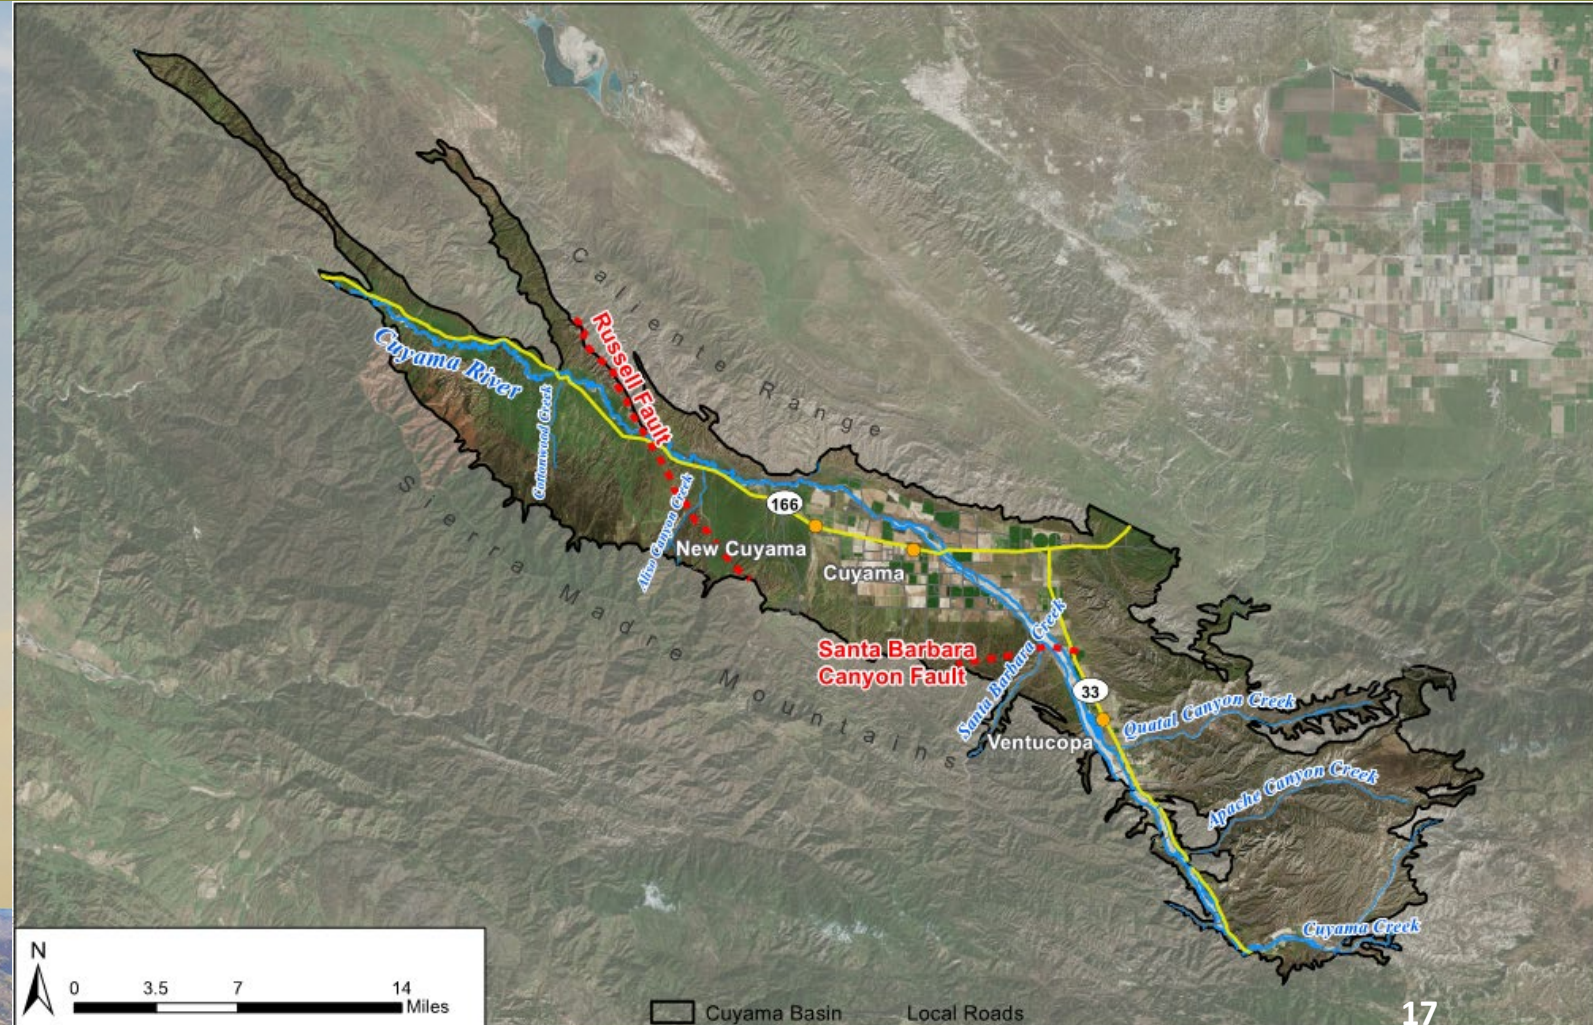 Caliente Range
Russell Fault
Cuyama River
Cottonwood Creek
Sierra Madre Mountains
Aliso Canyon Creek
166
New Cuyama
Cuyama
Santa Barbara
Canyon Fault
Santa Barbara Creek
33
Quatal Canyon Creek
Ventucopa
Apache Canyon Creek
Cuyama Creek
N
0 3.5 7 14
Miles
Cuyama Basin
Local Roads
17